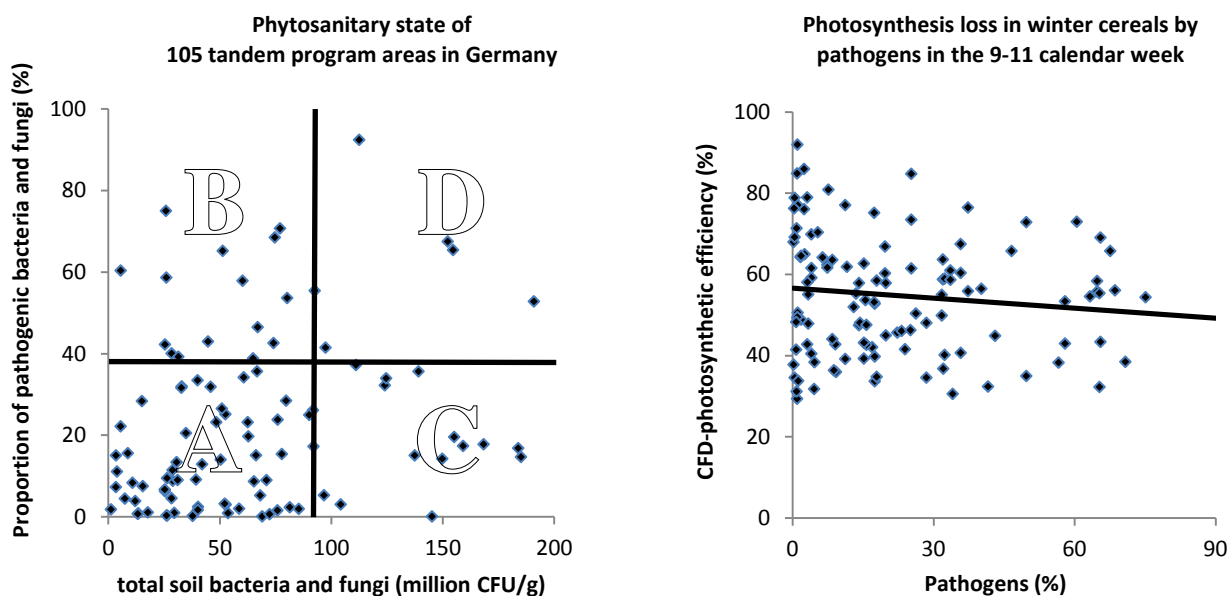 Phytosanitary state of
105 tandem program areas in Germany
Proportion of pathogenic bacteria and fungi (%)
100
80
60
40
20
0
B
D
A
C
0 50 100 150 200
total soil bacteria and fungi (million CFU/g)
Photosynthesis loss in winter cereals by
pathogens in the 9-11 calendar week
CFD-photosynthetic efficiency (%)
100
80
60
40
20
0
0 30 60 90
Pathogens (%)